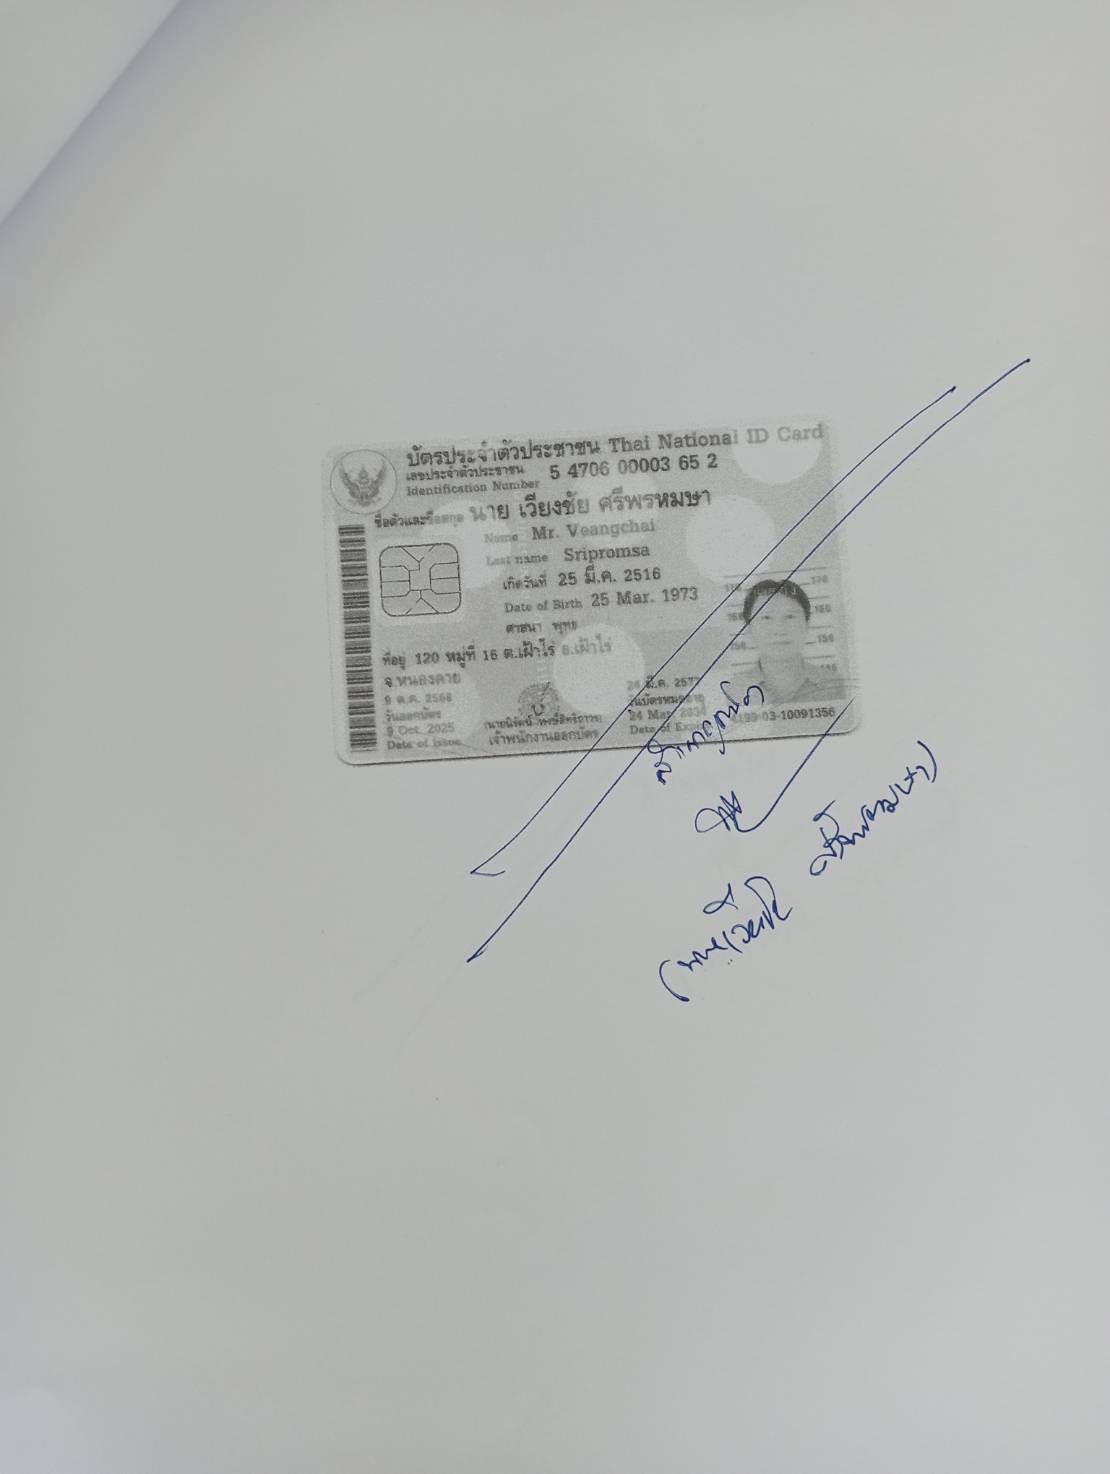 บัตรประจำตัวประชาชน Thai National ID Card
เลขประจำตัวประชาชน 5 4706 00003 65 2
Identification Number
ชื่อตัวและชื่อสกุล นาย เวียงชัย ศรีพรหมษา
Name Mr. Veangchai
Last name Sripromsa
เกิดวันที่ 25 มี.ค. 2516
Date of Birth 25 Mar. 1973
ศาสนา พุทธ
ที่อยู่ 120 หมู่ที่ 16 ต.เฝ้าไร่ อ.เฝ้าไร่
จ.หนองคาย
9 ต.ค. 2568
วันออกบัตร
9 Oct. 2025
Date of Issue
เจ้าพนักงานออกบัตร
24 มี.ค. 2577
วันบัตรหมดอายุ
24 Mar. 2034
Date of Expiry
170 160 150
-03-10091356
สำเนาถูกต้อง
(นายเวียงชัย ศรีพรหมษา)